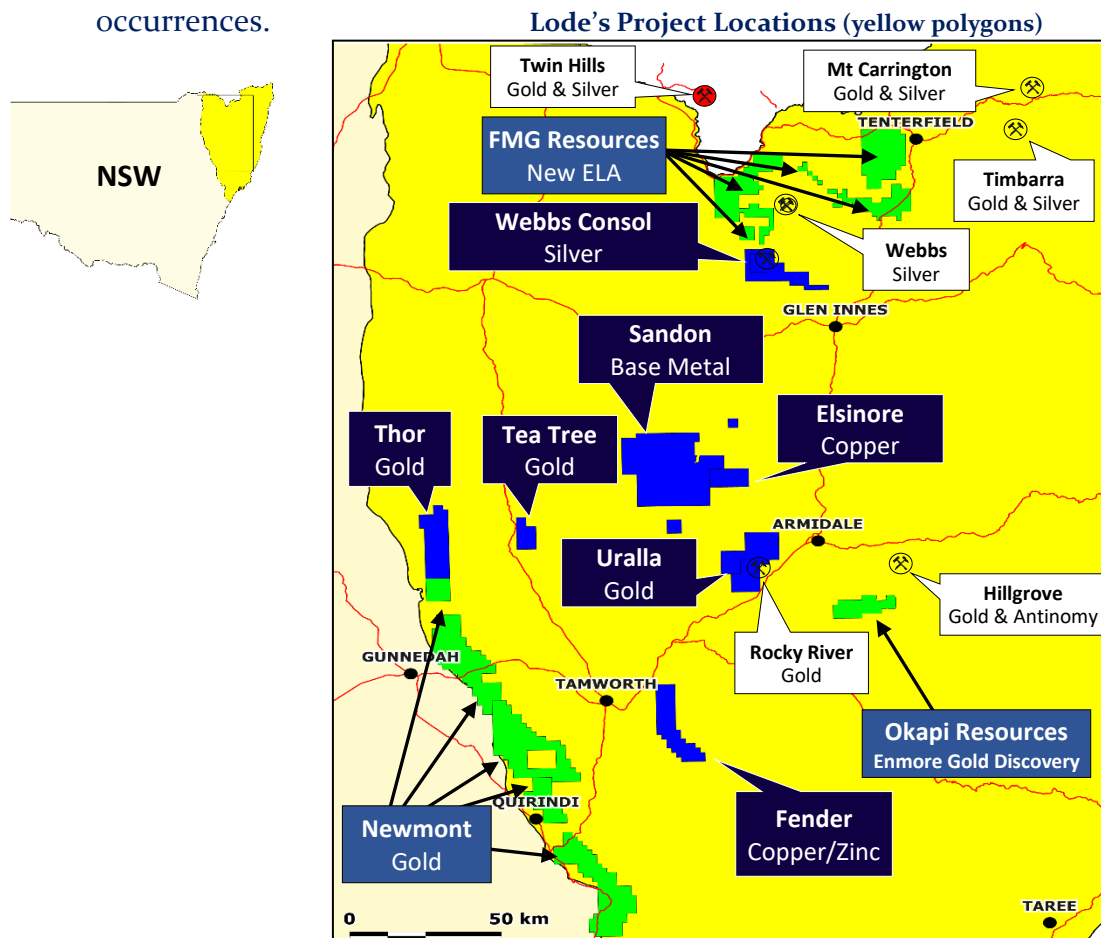 occurrences.
Lode's Project Locations (yellow polygons)
NSW
Twin Hills
Gold & Silver
Mt Carrington
Gold & Silver
TENTERFIELD
FMG Resources
New ELA
Timbarra
Gold & Silver
Webbs Consol
Silver
Webbs
Silver
GLEN INNES
Sandon
Base Metal
Elsinore
Copper
Thor
Gold
Tea Tree
Gold
ARMIDALE
Uralla
Gold
Hillgrove
Gold & Antinomy
Rocky River
Gold
GUNNEDAH
TAMWORTH
Okapi Resources
Enmore Gold Discovery
QUIRINDI
Newmont
Gold
Fender
Copper/Zinc
0 50 km
TAREE